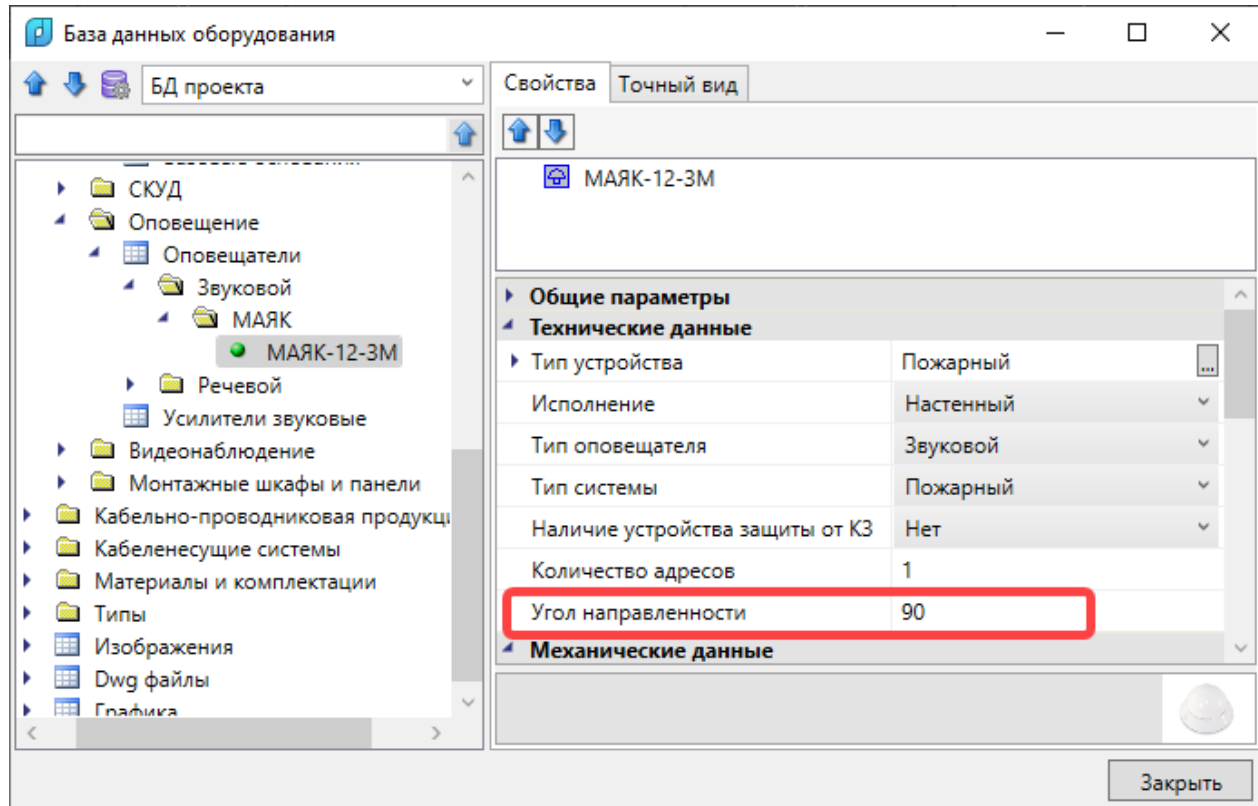 База данных оборудования
БД проекта
СКУД
Оповещение
Оповещатели
Звуковой
МАЯК
МАЯК-12-3М
Речевой
Усилители звуковые
Видеонаблюдение
Монтажные шкафы и панели
Кабельно-проводниковая продукци
Кабеленесущие системы
Материалы и комплектации
Типы
Изображения
Dwg файлы
Графика
Свойства Точный вид
МАЯК-12-3М
Общие параметры
Технические данные
Тип устройства Пожарный ...
Исполнение Настенный
Тип оповещателя Звуковой
Тип системы Пожарный
Наличие устройства защиты от КЗ Нет
Количество адресов 1
Угол направленности 90
Механические данные
Закрыть